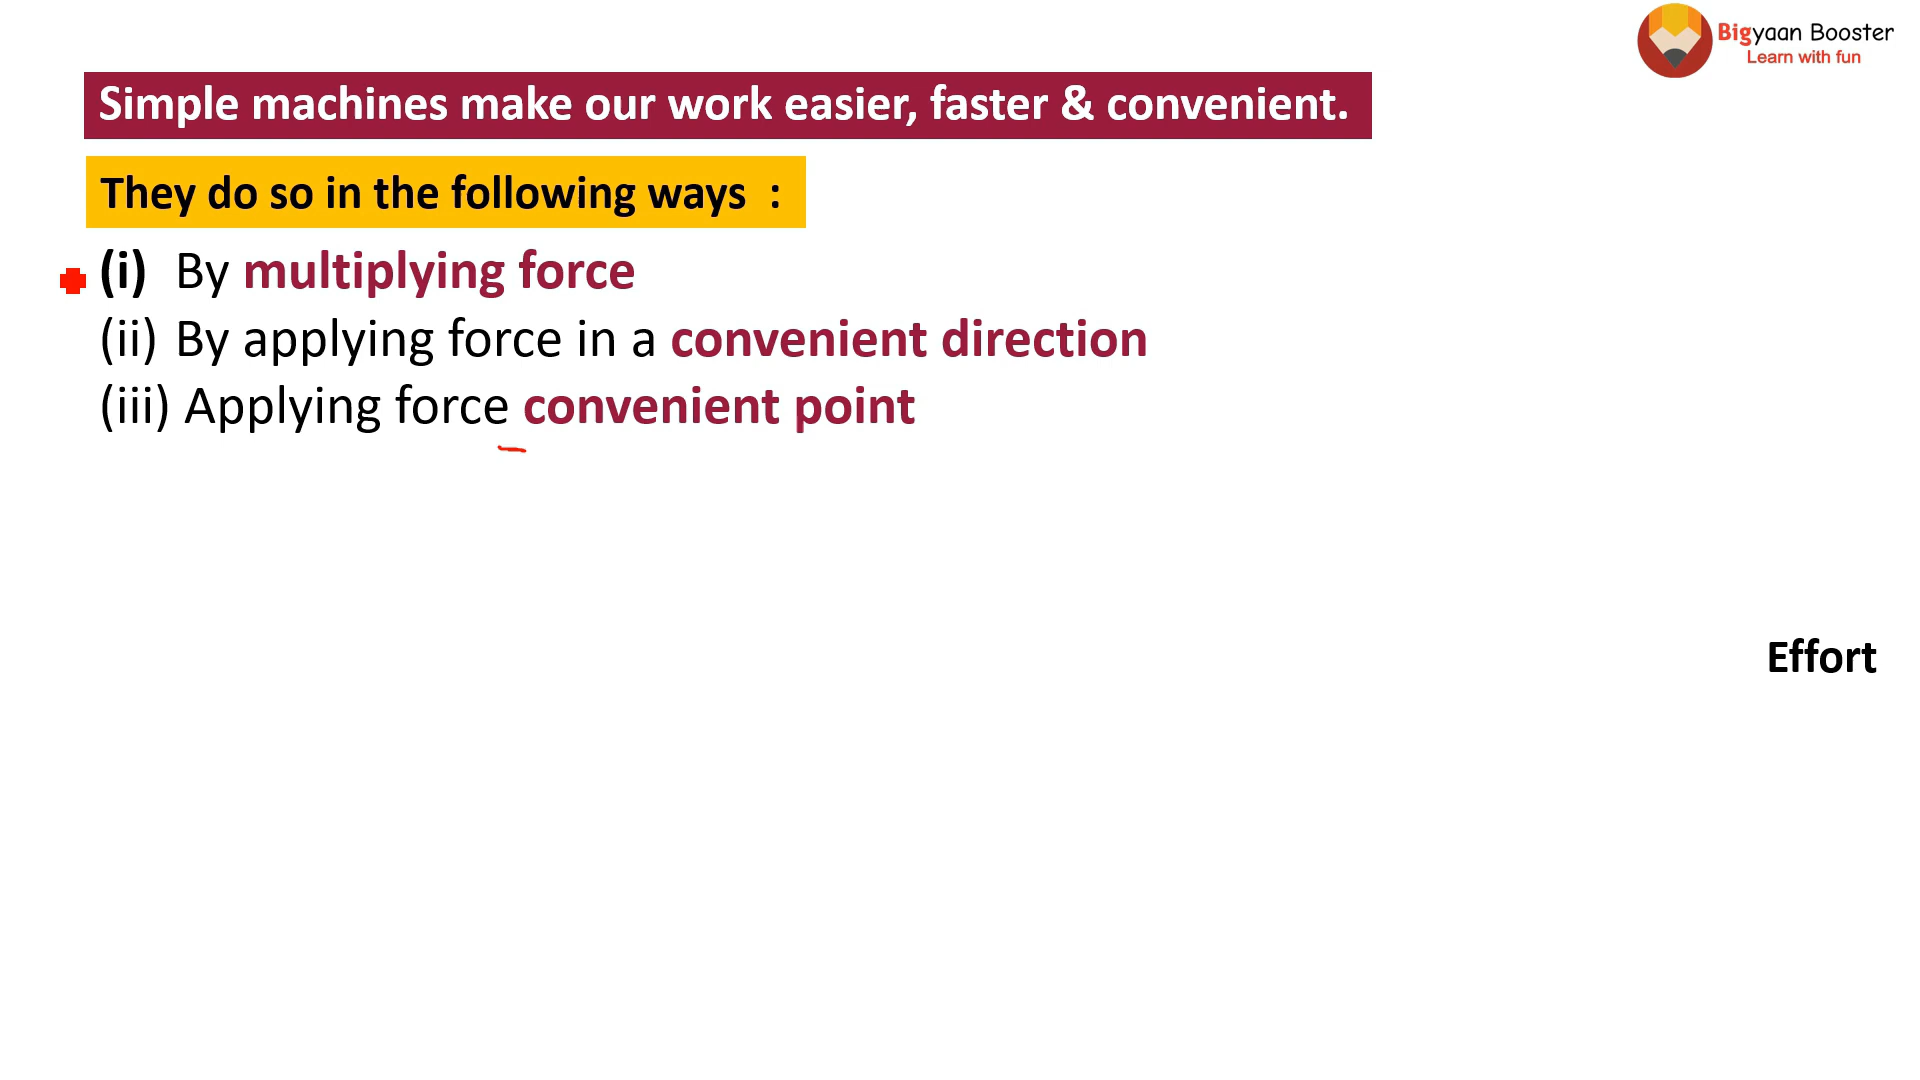 Bigyaan Booster
Learn with fun
Simple machines make our work easier, faster & convenient.
They do so in the following ways :
(i) By multiplying force
(ii) By applying force in a convenient direction
(iii) Applying force convenient point
Effort